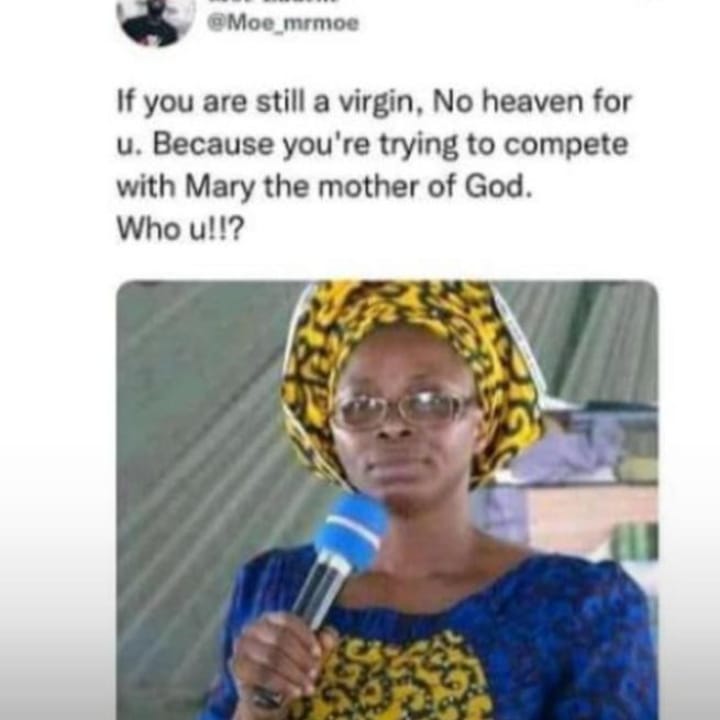 @Moe_mrmoe
If you are still a virgin, No heaven for
u. Because you're trying to compete
with Mary the mother of God.
Who u!!?